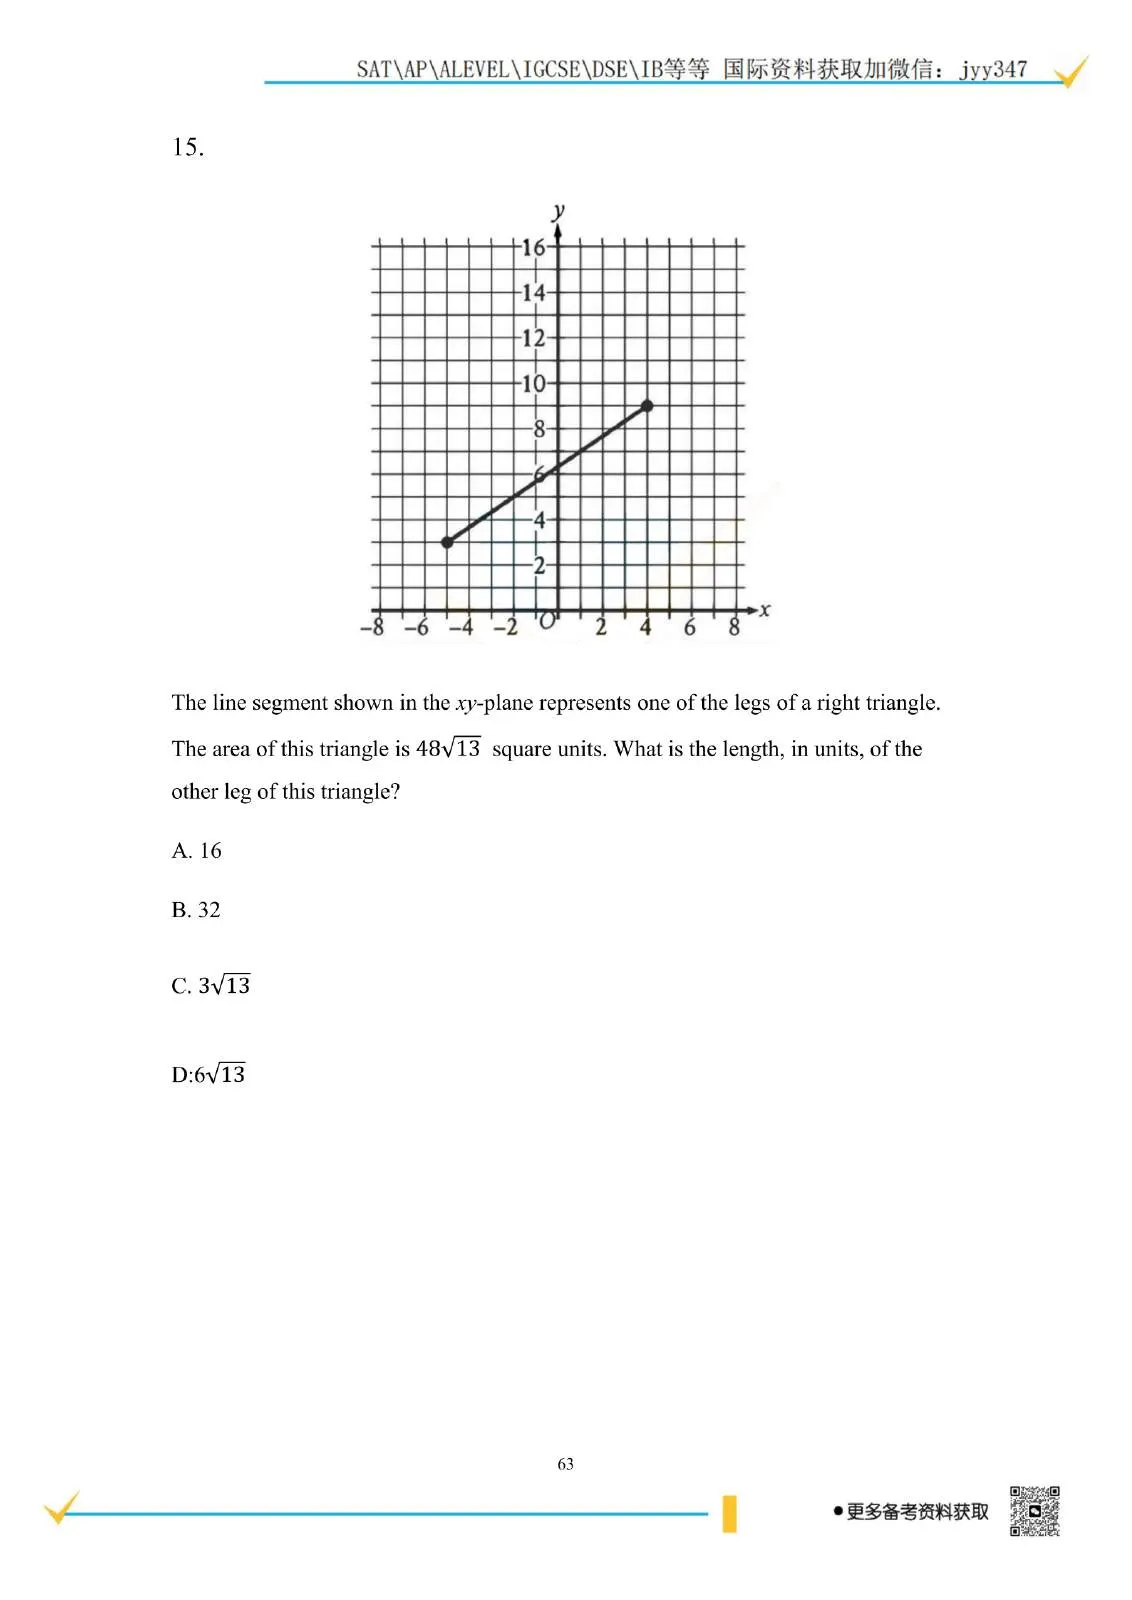 SAT\AP\ALEVEL\IGCSE\DSE\IB等等 国际资料获取加微信：jyy347
15.
y
16
14
12
10
8
6
4
2
-8 -6 -4 -2 O 2 4 6 8 x
The line segment shown in the xy-plane represents one of the legs of a right triangle.
The area of this triangle is 48√13 square units. What is the length, in units, of the
other leg of this triangle?
A. 16
B. 32
C. 3√13
D:6√13
63
●更多备考资料获取